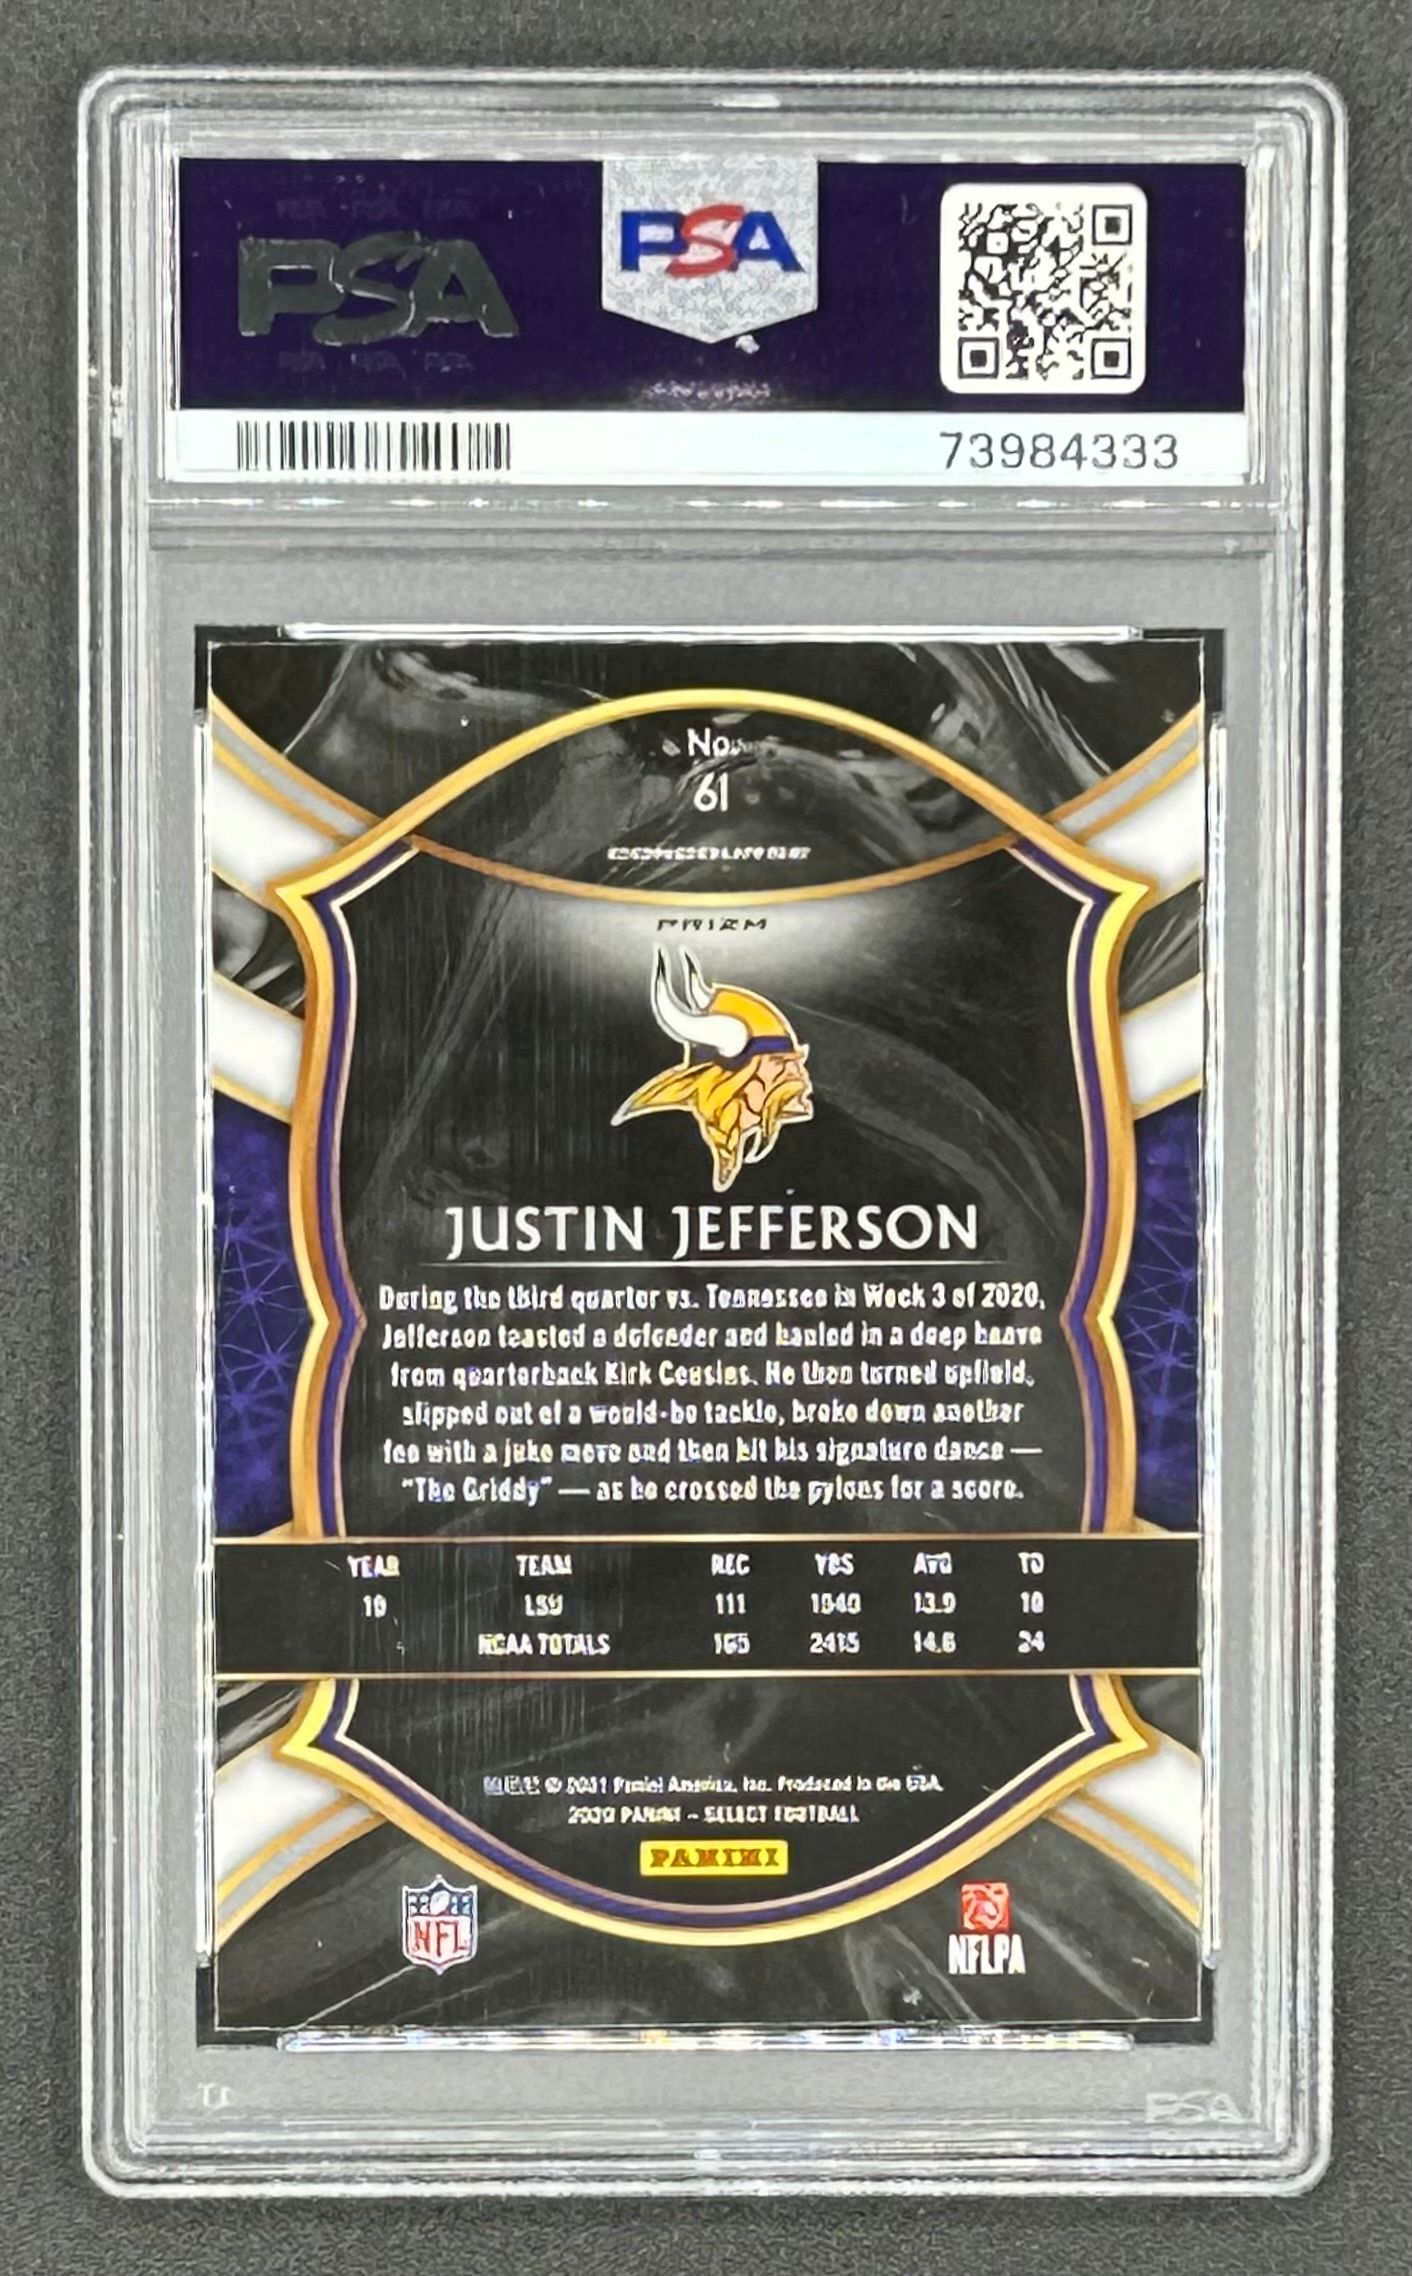 PSA
PSA
73984333
No.
61
PRIZM
JUSTIN JEFFERSON
During the third quarter vs. Tennessee in Week 3 of 2020,
Jefferson toasted a defender and hauled in a deep heave
from quarterback Kirk Cousins. He then turned upfield,
slipped out of a would-be tackle, broke down another
foe with a juke move and then hit his signature dance —
"The Griddy" — as he crossed the pylons for a score.
YEAR TEAM REC YDS AVG TD
LSU 111 1540 13.9 18
NCAA TOTALS 165 2415 14.6 24
© 2021 Panini America, Inc. Produced in the USA.
2020 PANINI – SELECT FOOTBALL
PANINI
NFL
NFLPA
PSA